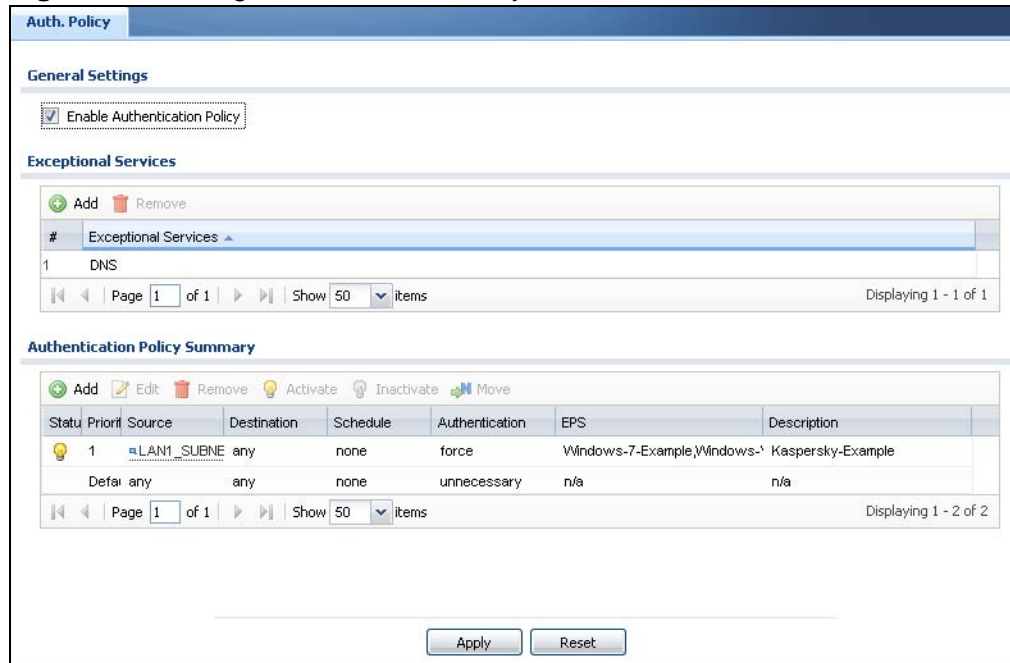 Auth. Policy
General Settings
Enable Authentication Policy
Exceptional Services
Add Remove
# Exceptional Services
1 DNS
Page 1 of 1 Show 50 items Displaying 1 - 1 of 1
Authentication Policy Summary
Add Edit Remove Activate Inactivate Move
Statu Priorit Source Destination Schedule Authentication EPS Description
1 LAN1_SUBNE any none force Windows-7-Example,Windows- Kaspersky-Example
Defau any any none unnecessary n/a n/a
Page 1 of 1 Show 50 items Displaying 1 - 2 of 2
Apply Reset